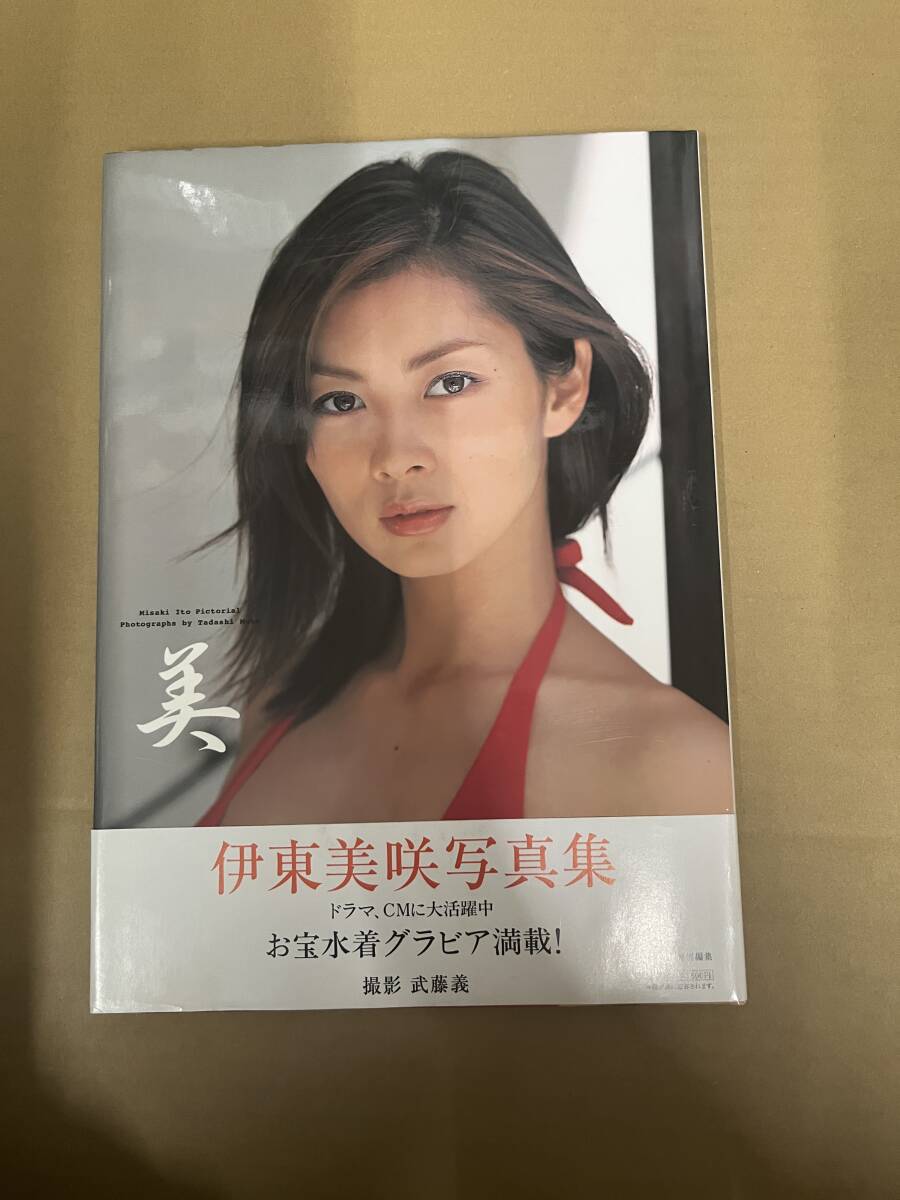 Misaki Ito Pictorial
Photographs by Tadashi
美
伊東美咲写真集
ドラマ、CMに大活躍中
お宝水着グラビア満載!
撮影 武藤義
編集